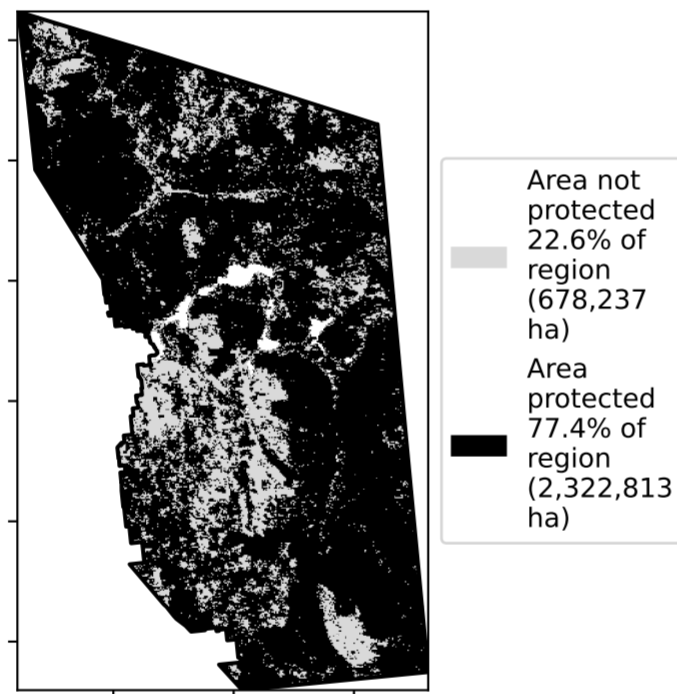 Area not
protected
22.6% of
region
(678,237
ha)
Area
protected
77.4% of
region
(2,322,813
ha)